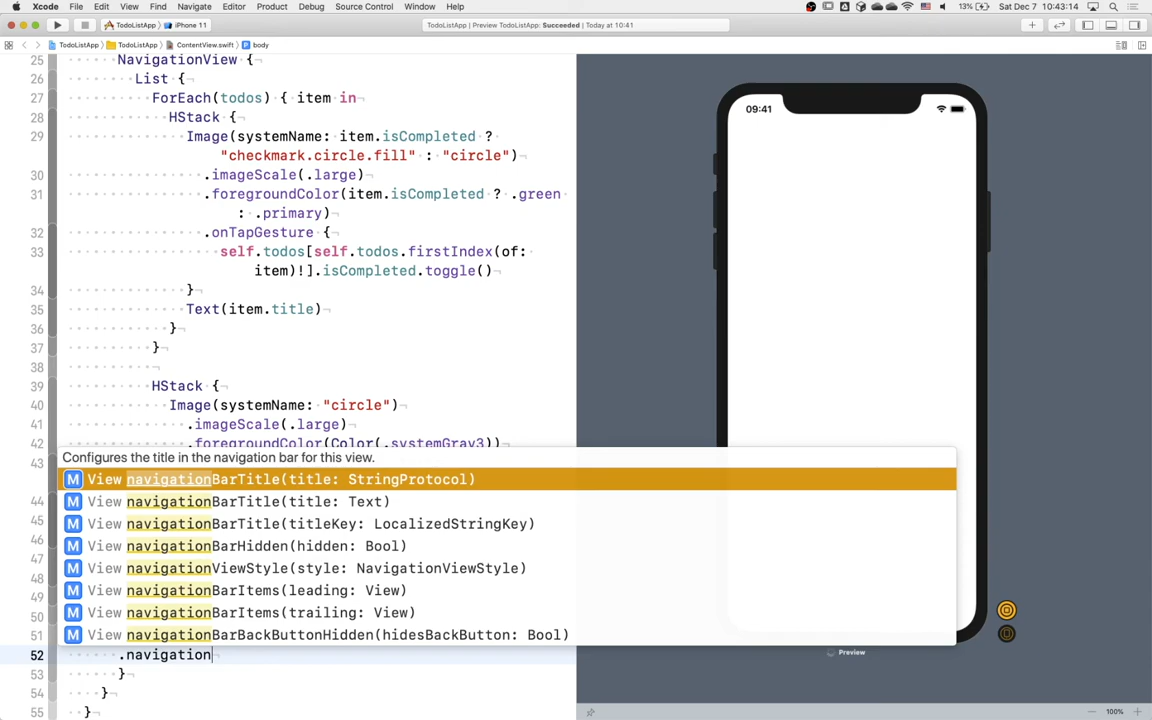 Xcode File Edit View Find Navigate Editor Product Debug Source Control Window Help 13% Sat Dec 7 10:43:14
TodoListApp 〉 iPhone 11 TodoListApp | Preview TodoListApp: Succeeded | Today at 10:41
TodoListApp 〉 TodoListApp 〉 ContentView.swift 〉 P body
25 NavigationView {
26 List {
27 ForEach(todos) { item in
28 HStack {
29 Image(systemName: item.isCompleted ?
"checkmark.circle.fill" : "circle")
30 .imageScale(.large)
31 .foregroundColor(item.isCompleted ? .green
: .primary)
32 .onTapGesture {
33 self.todos[self.todos.firstIndex(of:
item)!].isCompleted.toggle()
34 }
35 Text(item.title)
36 }
37 }
38
39 HStack {
40 Image(systemName: "circle")
41 .imageScale(.large)
42 .foregroundColor(Color(.systemGray3))
43 Configures the title in the navigation bar for this view.
M View navigationBarTitle(title: StringProtocol)
44 M View navigationBarTitle(title: Text)
45 M View navigationBarTitle(titleKey: LocalizedStringKey)
46 M View navigationBarHidden(hidden: Bool)
47
48 M View navigationViewStyle(style: NavigationViewStyle)
49 M View navigationBarItems(leading: View)
50 M View navigationBarItems(trailing: View)
51 M View navigationBarBackButtonHidden(hidesBackButton: Bool)
52 .navigation
53 }
54 }
55 }
09:41
Preview
100%